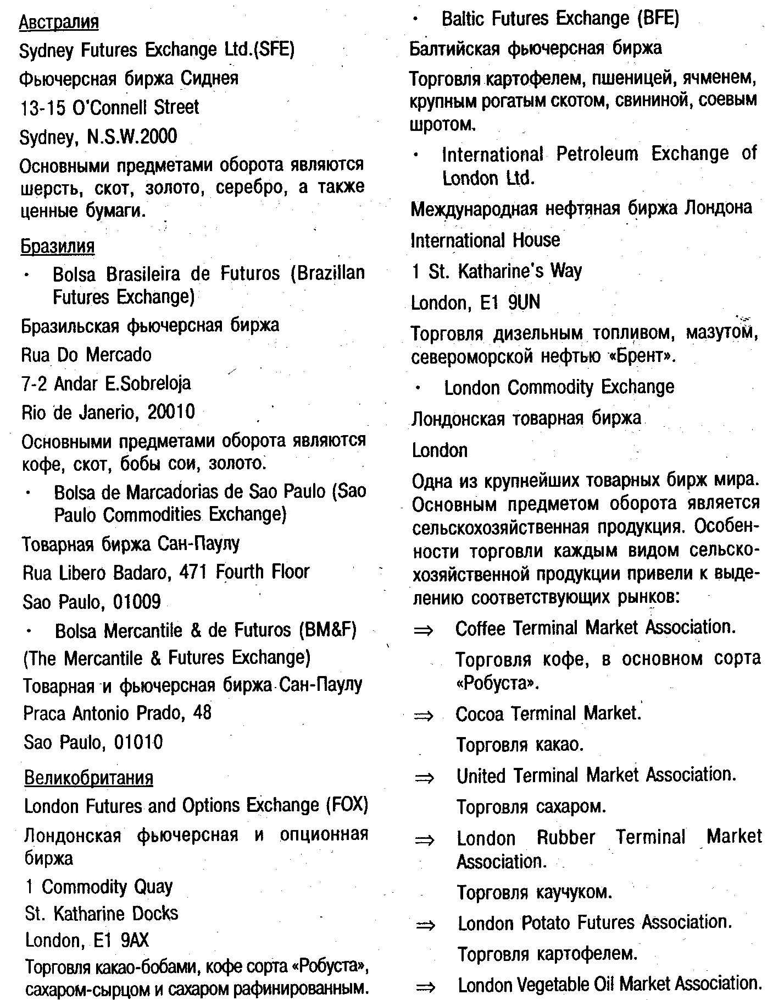 Австралия
Sydney Futures Exchange Ltd.(SFE)
Фьючерсная биржа Сиднея
13-15 O'Connell Street
Sydney, N.S.W.2000
Основными предметами оборота являются
шерсть, скот, золото, серебро, а также
ценные бумаги.
Бразилия
· Bolsa Brasileira de Futuros (Brazillan
Futures Exchange)
Бразильская фьючерсная биржа
Rua Do Mercado
7-2 Andar E.Sobreloja
Rio de Janerio, 20010
Основными предметами оборота являются
кофе, скот, бобы сои, золото.
· Bolsa de Marcadorias de Sao Paulo (Sao
Paulo Commodities Exchange)
Товарная биржа Сан-Паулу
Rua Libero Badaro, 471 Fourth Floor
Sao Paulo, 01009
· Bolsa Mercantile & de Futuros (BM&F)
(The Mercantile & Futures Exchange)
Товарная и фьючерсная биржа Сан-Паулу
Praca Antonio Prado, 48
Sao Paulo, 01010
Великобритания
London Futures and Options Exchange (FOX)
Лондонская фьючерсная и опционная
биржа
1 Commodity Quay
St. Katharine Docks
London, E1 9AX
Торговля какао-бобами, кофе сорта «Робуста»,
сахаром-сырцом и сахаром рафинированным.
· Baltic Futures Exchange (BFE)
Балтийская фьючерсная биржа
Торговля картофелем, пшеницей, ячменем,
крупным рогатым скотом, свининой, соевым
шротом.
· International Petroleum Exchange of
London Ltd.
Международная нефтяная биржа Лондона
International House
1 St. Katharine's Way
London, E1 9UN
Торговля дизельным топливом, мазутом,
североморской нефтью «Брент».
· London Commodity Exchange
Лондонская товарная биржа
London
Одна из крупнейших товарных бирж мира.
Основным предметом оборота является
сельскохозяйственная продукция. Особен-
ности торговли каждым видом сельско-
хозяйственной продукции привели к выде-
лению соответствующих рынков:
⇒ Coffee Terminal Market Association.
Торговля кофе, в основном сорта
«Робуста».
⇒ Cocoa Terminal Market.
Торговля какао.
⇒ United Terminal Market Association.
Торговля сахаром.
⇒ London Rubber Terminal Market
Association.
Торговля каучуком.
⇒ London Potato Futures Association.
Торговля картофелем.
⇒ London Vegetable Oil Market Association.